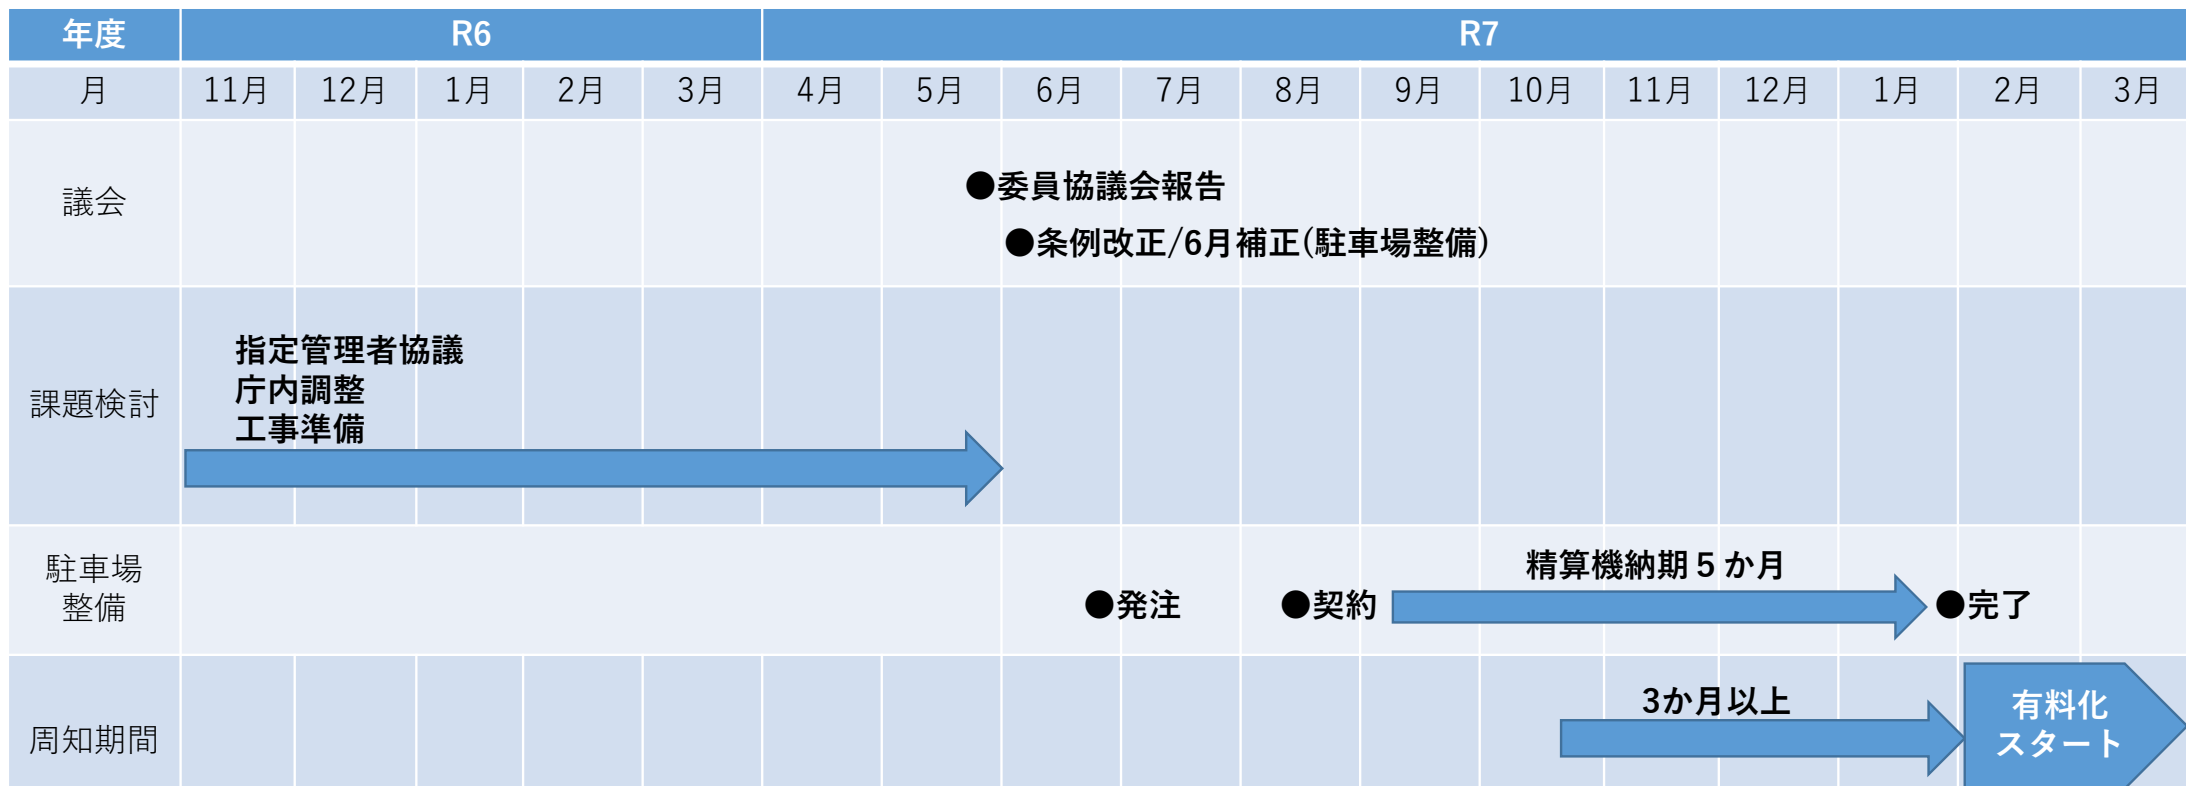 年度 R6 R7
月 11月 12月 1月 2月 3月 4月 5月 6月 7月 8月 9月 10月 11月 12月 1月 2月 3月
議会
●委員協議会報告
●条例改正/6月補正(駐車場整備)
課題検討
指定管理者協議
庁内調整
工事準備
駐車場
整備
●発注
●契約
精算機納期５か月
●完了
周知期間
3か月以上
有料化
スタート